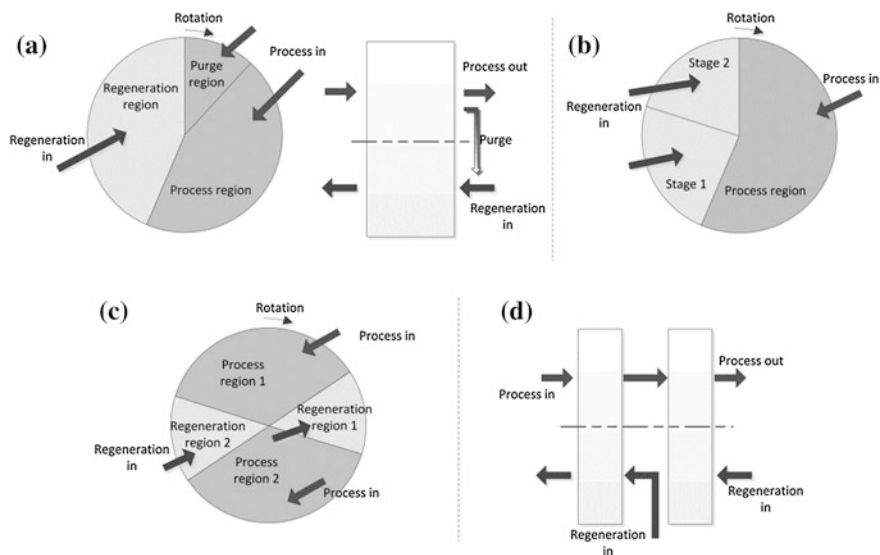 (a)
Rotation
Purge
region
Process in
Regeneration
region
Regeneration
in
Process region
Process out
Purge
Regeneration
in
(b)
Rotation
Stage 2
Process in
Regeneration
in
Stage 1
Process region
(c)
Rotation
Process in
Process
region 1
Regeneration
region 1
Regeneration
region 2
Regeneration
in
Process
region 2
Process in
(d)
Process out
Process in
Regeneration
in
Regeneration
in